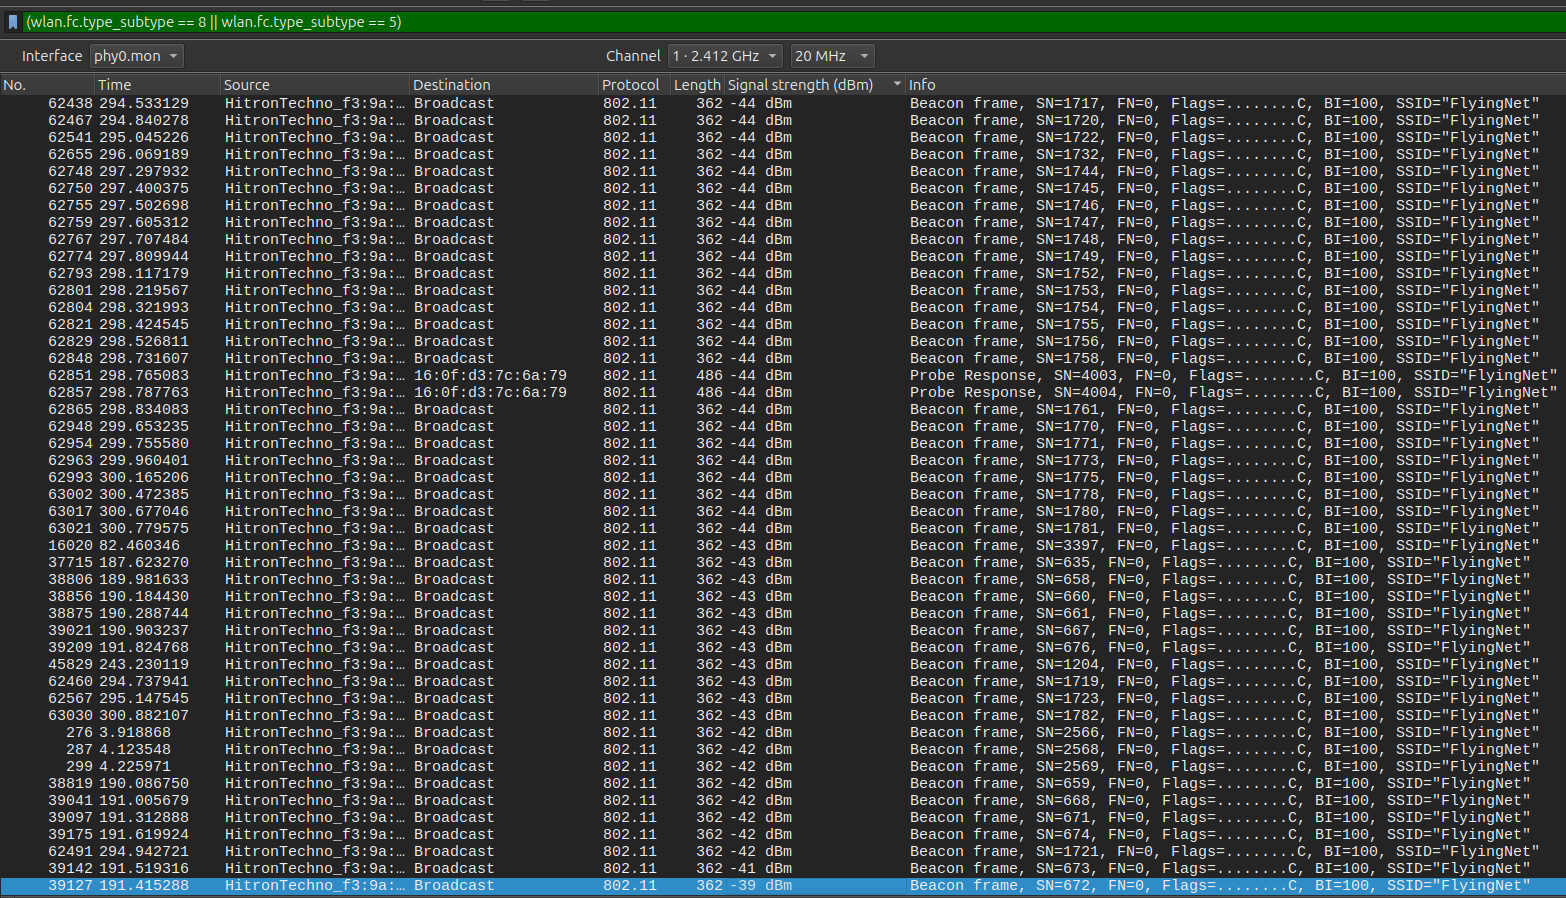 (wlan.fc.type_subtype == 8 || wlan.fc.type_subtype == 5)
Interface phy0.mon Channel 1 · 2.412 GHz 20 MHz
No. Time Source Destination Protocol Length Signal strength (dBm) Info
62438 294.533129 HitronTechno_f3:9a:… Broadcast 802.11 362 -44 dBm Beacon frame, SN=1717, FN=0, Flags=........C, BI=100, SSID="FlyingNet"
62467 294.840278 HitronTechno_f3:9a:… Broadcast 802.11 362 -44 dBm Beacon frame, SN=1720, FN=0, Flags=........C, BI=100, SSID="FlyingNet"
62541 295.045226 HitronTechno_f3:9a:… Broadcast 802.11 362 -44 dBm Beacon frame, SN=1722, FN=0, Flags=........C, BI=100, SSID="FlyingNet"
62655 296.069189 HitronTechno_f3:9a:… Broadcast 802.11 362 -44 dBm Beacon frame, SN=1732, FN=0, Flags=........C, BI=100, SSID="FlyingNet"
62748 297.297932 HitronTechno_f3:9a:… Broadcast 802.11 362 -44 dBm Beacon frame, SN=1744, FN=0, Flags=........C, BI=100, SSID="FlyingNet"
62750 297.400375 HitronTechno_f3:9a:… Broadcast 802.11 362 -44 dBm Beacon frame, SN=1745, FN=0, Flags=........C, BI=100, SSID="FlyingNet"
62755 297.502698 HitronTechno_f3:9a:… Broadcast 802.11 362 -44 dBm Beacon frame, SN=1746, FN=0, Flags=........C, BI=100, SSID="FlyingNet"
62759 297.605312 HitronTechno_f3:9a:… Broadcast 802.11 362 -44 dBm Beacon frame, SN=1747, FN=0, Flags=........C, BI=100, SSID="FlyingNet"
62767 297.707484 HitronTechno_f3:9a:… Broadcast 802.11 362 -44 dBm Beacon frame, SN=1748, FN=0, Flags=........C, BI=100, SSID="FlyingNet"
62774 297.809944 HitronTechno_f3:9a:… Broadcast 802.11 362 -44 dBm Beacon frame, SN=1749, FN=0, Flags=........C, BI=100, SSID="FlyingNet"
62793 298.117179 HitronTechno_f3:9a:… Broadcast 802.11 362 -44 dBm Beacon frame, SN=1752, FN=0, Flags=........C, BI=100, SSID="FlyingNet"
62801 298.219567 HitronTechno_f3:9a:… Broadcast 802.11 362 -44 dBm Beacon frame, SN=1753, FN=0, Flags=........C, BI=100, SSID="FlyingNet"
62804 298.321993 HitronTechno_f3:9a:… Broadcast 802.11 362 -44 dBm Beacon frame, SN=1754, FN=0, Flags=........C, BI=100, SSID="FlyingNet"
62821 298.424545 HitronTechno_f3:9a:… Broadcast 802.11 362 -44 dBm Beacon frame, SN=1755, FN=0, Flags=........C, BI=100, SSID="FlyingNet"
62829 298.526811 HitronTechno_f3:9a:… Broadcast 802.11 362 -44 dBm Beacon frame, SN=1756, FN=0, Flags=........C, BI=100, SSID="FlyingNet"
62848 298.731607 HitronTechno_f3:9a:… Broadcast 802.11 362 -44 dBm Beacon frame, SN=1758, FN=0, Flags=........C, BI=100, SSID="FlyingNet"
62851 298.765083 HitronTechno_f3:9a:… 16:0f:d3:7c:6a:79 802.11 486 -44 dBm Probe Response, SN=4003, FN=0, Flags=........C, BI=100, SSID="FlyingNet"
62857 298.787763 HitronTechno_f3:9a:… 16:0f:d3:7c:6a:79 802.11 486 -44 dBm Probe Response, SN=4004, FN=0, Flags=........C, BI=100, SSID="FlyingNet"
62865 298.834083 HitronTechno_f3:9a:… Broadcast 802.11 362 -44 dBm Beacon frame, SN=1761, FN=0, Flags=........C, BI=100, SSID="FlyingNet"
62948 299.653235 HitronTechno_f3:9a:… Broadcast 802.11 362 -44 dBm Beacon frame, SN=1770, FN=0, Flags=........C, BI=100, SSID="FlyingNet"
62954 299.755580 HitronTechno_f3:9a:… Broadcast 802.11 362 -44 dBm Beacon frame, SN=1771, FN=0, Flags=........C, BI=100, SSID="FlyingNet"
62963 299.960401 HitronTechno_f3:9a:… Broadcast 802.11 362 -44 dBm Beacon frame, SN=1773, FN=0, Flags=........C, BI=100, SSID="FlyingNet"
62993 300.165206 HitronTechno_f3:9a:… Broadcast 802.11 362 -44 dBm Beacon frame, SN=1775, FN=0, Flags=........C, BI=100, SSID="FlyingNet"
63002 300.472385 HitronTechno_f3:9a:… Broadcast 802.11 362 -44 dBm Beacon frame, SN=1778, FN=0, Flags=........C, BI=100, SSID="FlyingNet"
63017 300.677046 HitronTechno_f3:9a:… Broadcast 802.11 362 -44 dBm Beacon frame, SN=1780, FN=0, Flags=........C, BI=100, SSID="FlyingNet"
63021 300.779575 HitronTechno_f3:9a:… Broadcast 802.11 362 -44 dBm Beacon frame, SN=1781, FN=0, Flags=........C, BI=100, SSID="FlyingNet"
16020 82.460346 HitronTechno_f3:9a:… Broadcast 802.11 362 -43 dBm Beacon frame, SN=3397, FN=0, Flags=........C, BI=100, SSID="FlyingNet"
37715 187.623270 HitronTechno_f3:9a:… Broadcast 802.11 362 -43 dBm Beacon frame, SN=635, FN=0, Flags=........C, BI=100, SSID="FlyingNet"
38806 189.981633 HitronTechno_f3:9a:… Broadcast 802.11 362 -43 dBm Beacon frame, SN=658, FN=0, Flags=........C, BI=100, SSID="FlyingNet"
38856 190.184430 HitronTechno_f3:9a:… Broadcast 802.11 362 -43 dBm Beacon frame, SN=660, FN=0, Flags=........C, BI=100, SSID="FlyingNet"
38875 190.288744 HitronTechno_f3:9a:… Broadcast 802.11 362 -43 dBm Beacon frame, SN=661, FN=0, Flags=........C, BI=100, SSID="FlyingNet"
39021 190.903237 HitronTechno_f3:9a:… Broadcast 802.11 362 -43 dBm Beacon frame, SN=667, FN=0, Flags=........C, BI=100, SSID="FlyingNet"
39209 191.824768 HitronTechno_f3:9a:… Broadcast 802.11 362 -43 dBm Beacon frame, SN=676, FN=0, Flags=........C, BI=100, SSID="FlyingNet"
45829 243.230119 HitronTechno_f3:9a:… Broadcast 802.11 362 -43 dBm Beacon frame, SN=1204, FN=0, Flags=........C, BI=100, SSID="FlyingNet"
62460 294.737941 HitronTechno_f3:9a:… Broadcast 802.11 362 -43 dBm Beacon frame, SN=1719, FN=0, Flags=........C, BI=100, SSID="FlyingNet"
62567 295.147545 HitronTechno_f3:9a:… Broadcast 802.11 362 -43 dBm Beacon frame, SN=1723, FN=0, Flags=........C, BI=100, SSID="FlyingNet"
63030 300.882107 HitronTechno_f3:9a:… Broadcast 802.11 362 -43 dBm Beacon frame, SN=1782, FN=0, Flags=........C, BI=100, SSID="FlyingNet"
276 3.918868 HitronTechno_f3:9a:… Broadcast 802.11 362 -42 dBm Beacon frame, SN=2566, FN=0, Flags=........C, BI=100, SSID="FlyingNet"
287 4.123548 HitronTechno_f3:9a:… Broadcast 802.11 362 -42 dBm Beacon frame, SN=2568, FN=0, Flags=........C, BI=100, SSID="FlyingNet"
299 4.225971 HitronTechno_f3:9a:… Broadcast 802.11 362 -42 dBm Beacon frame, SN=2569, FN=0, Flags=........C, BI=100, SSID="FlyingNet"
38819 190.086750 HitronTechno_f3:9a:… Broadcast 802.11 362 -42 dBm Beacon frame, SN=659, FN=0, Flags=........C, BI=100, SSID="FlyingNet"
39041 191.005679 HitronTechno_f3:9a:… Broadcast 802.11 362 -42 dBm Beacon frame, SN=668, FN=0, Flags=........C, BI=100, SSID="FlyingNet"
39097 191.312888 HitronTechno_f3:9a:… Broadcast 802.11 362 -42 dBm Beacon frame, SN=671, FN=0, Flags=........C, BI=100, SSID="FlyingNet"
39175 191.619924 HitronTechno_f3:9a:… Broadcast 802.11 362 -42 dBm Beacon frame, SN=674, FN=0, Flags=........C, BI=100, SSID="FlyingNet"
62491 294.942721 HitronTechno_f3:9a:… Broadcast 802.11 362 -42 dBm Beacon frame, SN=1721, FN=0, Flags=........C, BI=100, SSID="FlyingNet"
39142 191.519316 HitronTechno_f3:9a:… Broadcast 802.11 362 -41 dBm Beacon frame, SN=673, FN=0, Flags=........C, BI=100, SSID="FlyingNet"
39127 191.415288 HitronTechno_f3:9a:… Broadcast 802.11 362 -39 dBm Beacon frame, SN=672, FN=0, Flags=........C, BI=100, SSID="FlyingNet"